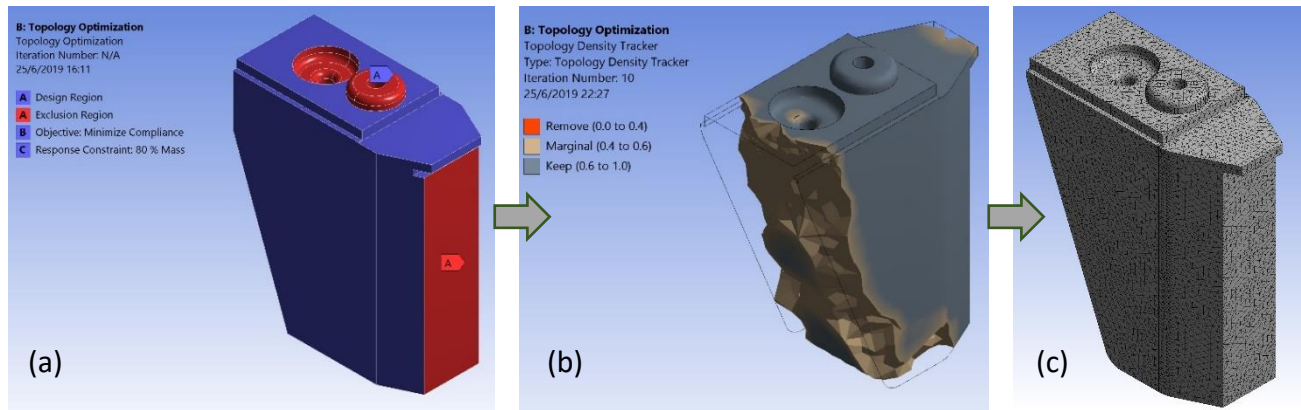 B: Topology Optimization
Topology Optimization
Iteration Number: N/A
25/6/2019 16:11
A Design Region
A Exclusion Region
B Objective: Minimize Compliance
C Response Constraint: 80 % Mass
A
A
(a)
B: Topology Optimization
Topology Density Tracker
Type: Topology Density Tracker
Iteration Number: 10
25/6/2019 22:27
Remove (0.0 to 0.4)
Marginal (0.4 to 0.6)
Keep (0.6 to 1.0)
(b)
(c)